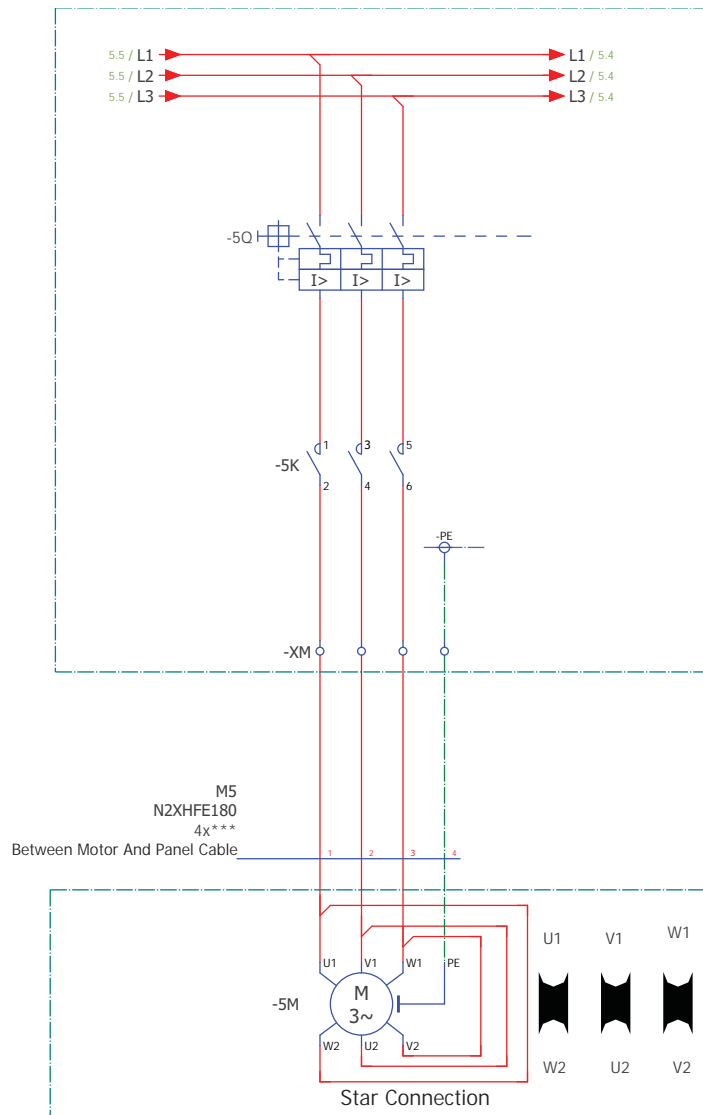 5.5 / L1 L1 / 5.4
5.5 / L2 L2 / 5.4
5.5 / L3 L3 / 5.4
-5Q
I> I> I>
1 3 5
-5K
2 4 6
-PE
-XM
M5
N2XHFE180
4x***
Between Motor And Panel Cable
1 2 3 4
U1 V1 W1
U1 V1 W1 PE
-5M
M
3~
W2 U2 V2
W2 U2 V2
Star Connection